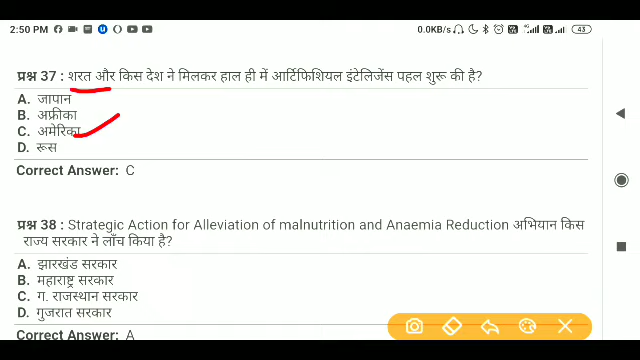 2:50 PM 0.0KB/s 43
प्रश्न 37 : शरत और किस देश ने मिलकर हाल ही में आर्टिफिशियल इंटेलिजेंस पहल शुरू की है?
A. जापान
B. अफ्रीका
C. अमेरिका
D. रूस
Correct Answer: C
प्रश्न 38 : Strategic Action for Alleviation of malnutrition and Anaemia Reduction अभियान किस
राज्य सरकार ने लाँच किया है?
A. झारखंड सरकार
B. महाराष्ट्र सरकार
C. ग. राजस्थान सरकार
D. गुजरात सरकार
Correct Answer: A